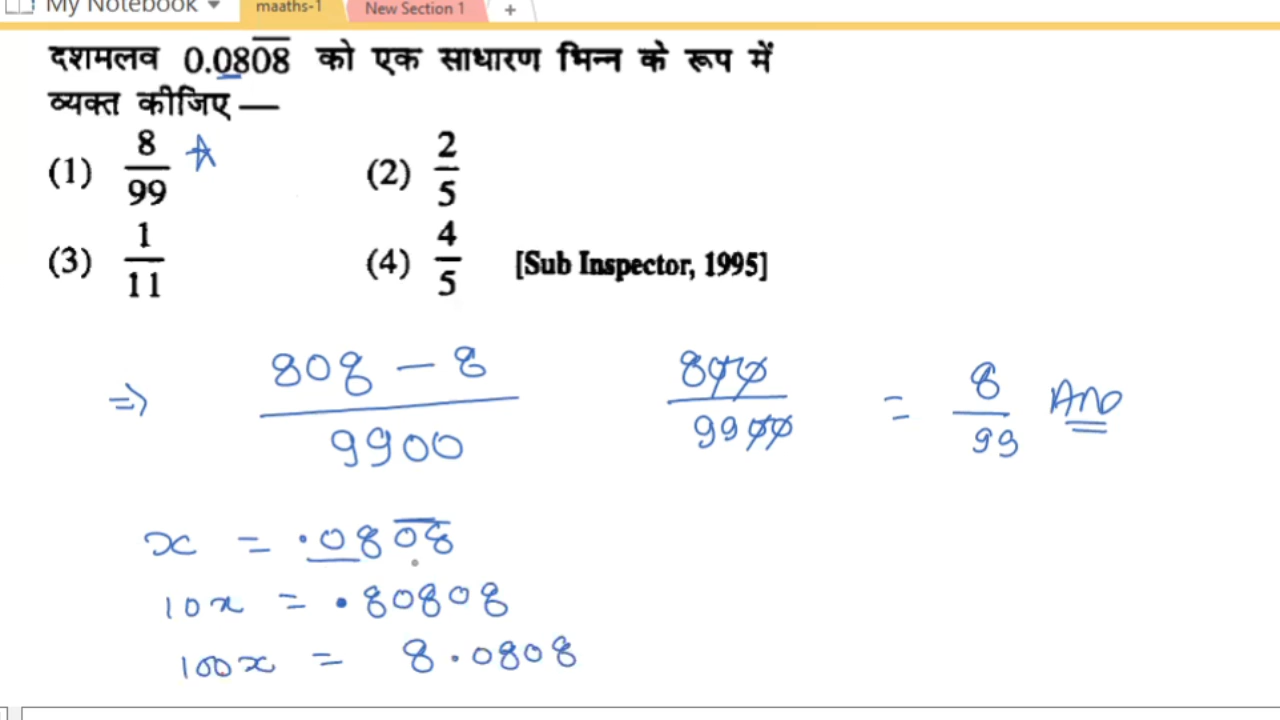 My Notebook
maaths-1
New Section 1
+
दशमलव 0.0808̅ को एक साधारण भिन्न के रूप में
व्यक्त कीजिए —
(1) 8/99 (2) 2/5
(3) 1/11 (4) 4/5 [Sub Inspector, 1995]
⇒ 808 - 8 / 9900 800/9900 = 8/99 Ans
x = .080̅8̅
10x = .80808
100x = 8.0808